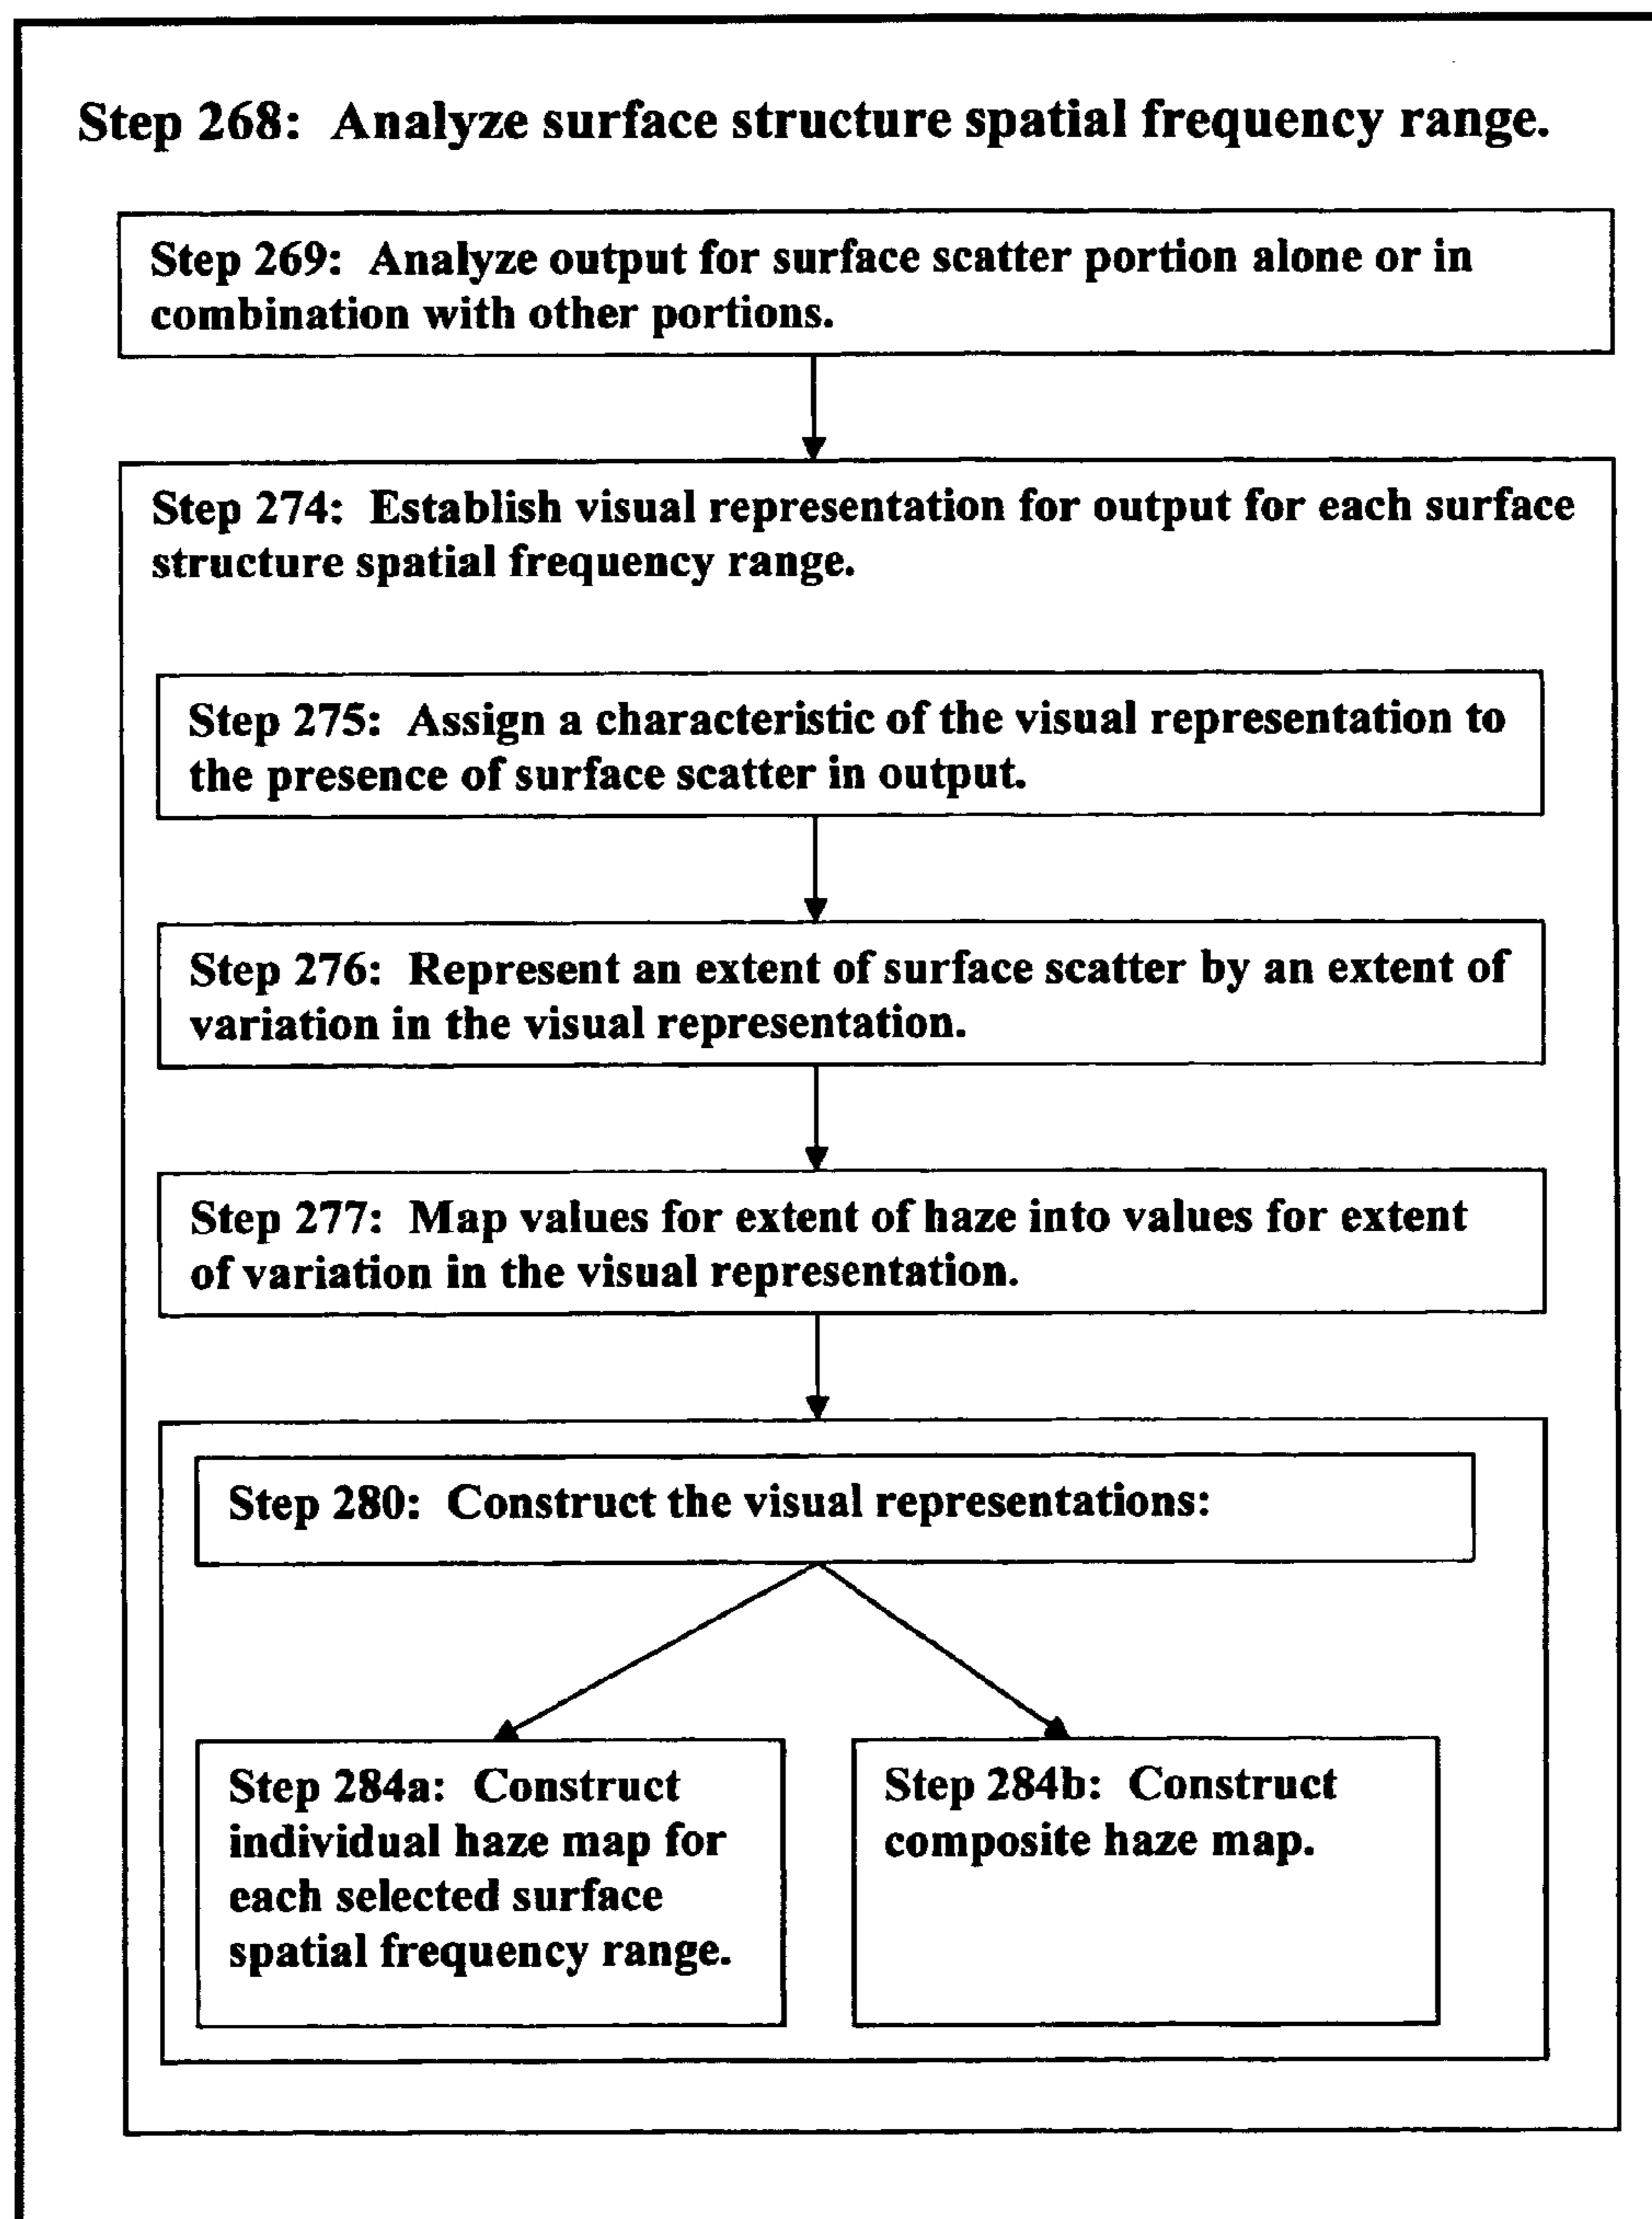 Step 268: Analyze surface structure spatial frequency range.
Step 269: Analyze output for surface scatter portion alone or in
combination with other portions.
Step 274: Establish visual representation for output for each surface
structure spatial frequency range.
Step 275: Assign a characteristic of the visual representation to
the presence of surface scatter in output.
Step 276: Represent an extent of surface scatter by an extent of
variation in the visual representation.
Step 277: Map values for extent of haze into values for extent
of variation in the visual representation.
Step 280: Construct the visual representations:
Step 284a: Construct
individual haze map for
each selected surface
spatial frequency range.
Step 284b: Construct
composite haze map.